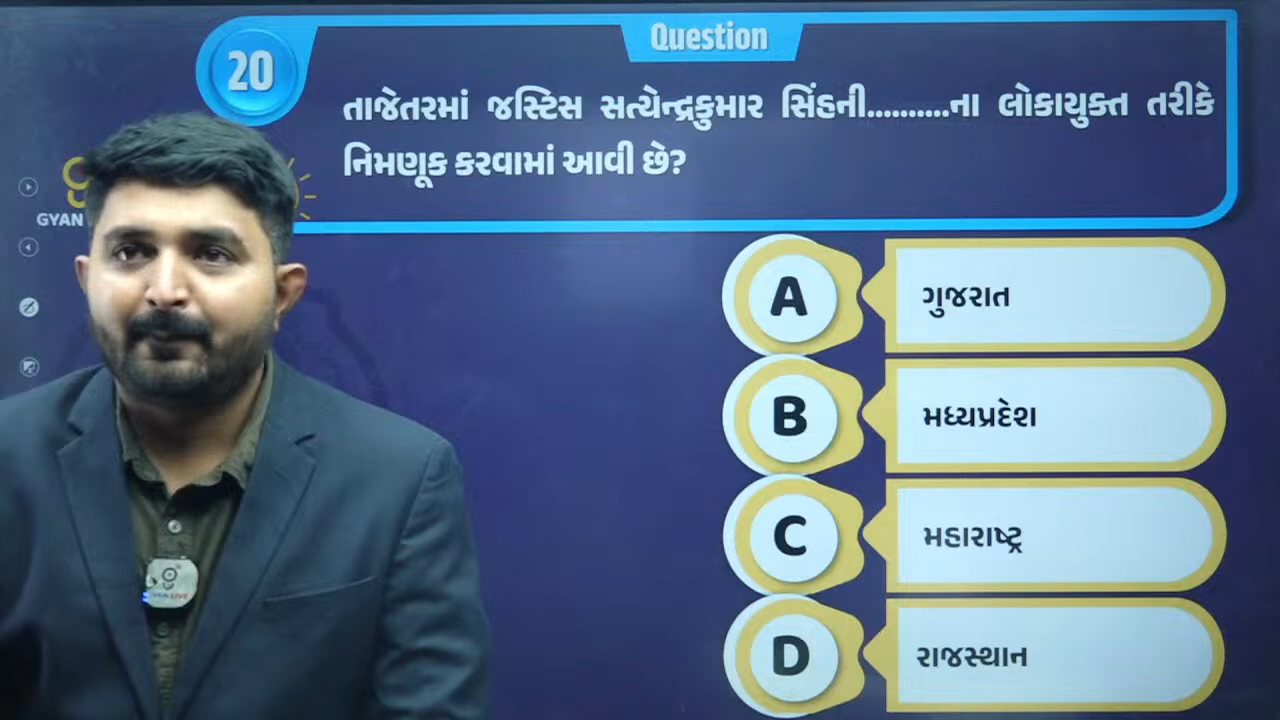 Question
20
તાજેતરમાં જસ્ટિસ સત્યેન્દ્રકુમાર સિંહની..........ના લોકાયુક્ત તરીકે
નિમણૂક કરવામાં આવી છે?
GYAN
A ગુજરાત
B મધ્યપ્રદેશ
C મહારાષ્ટ્ર
D રાજસ્થાન